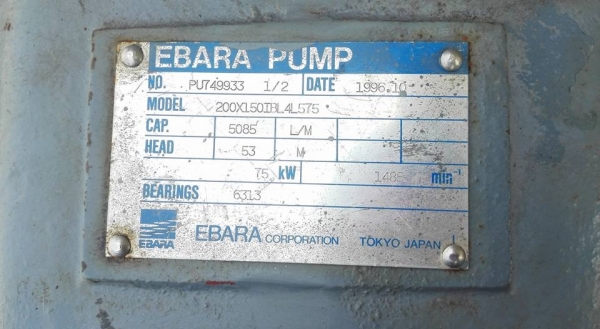 EBARA PUMP
NO. PU749933 1/2 DATE 1996.10
MODEL 200X150IBL4L575
CAP. 5085 L/M
HEAD 53 M
75 kW 1485 min⁻¹
BEARINGS 6313
EBARA EBARA CORPORATION TOKYO JAPAN